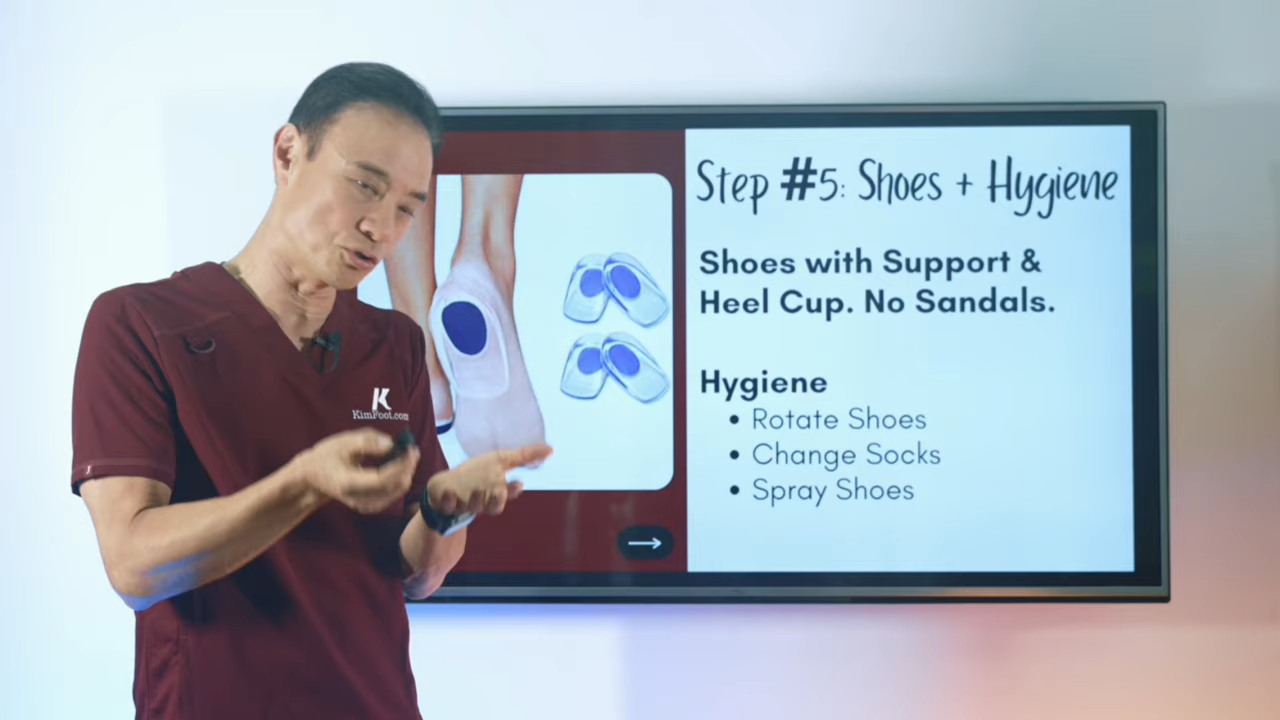 K
KimFoot.com
Step #5: Shoes + Hygiene
Shoes with Support &
Heel Cup. No Sandals.
Hygiene
• Rotate Shoes
• Change Socks
• Spray Shoes